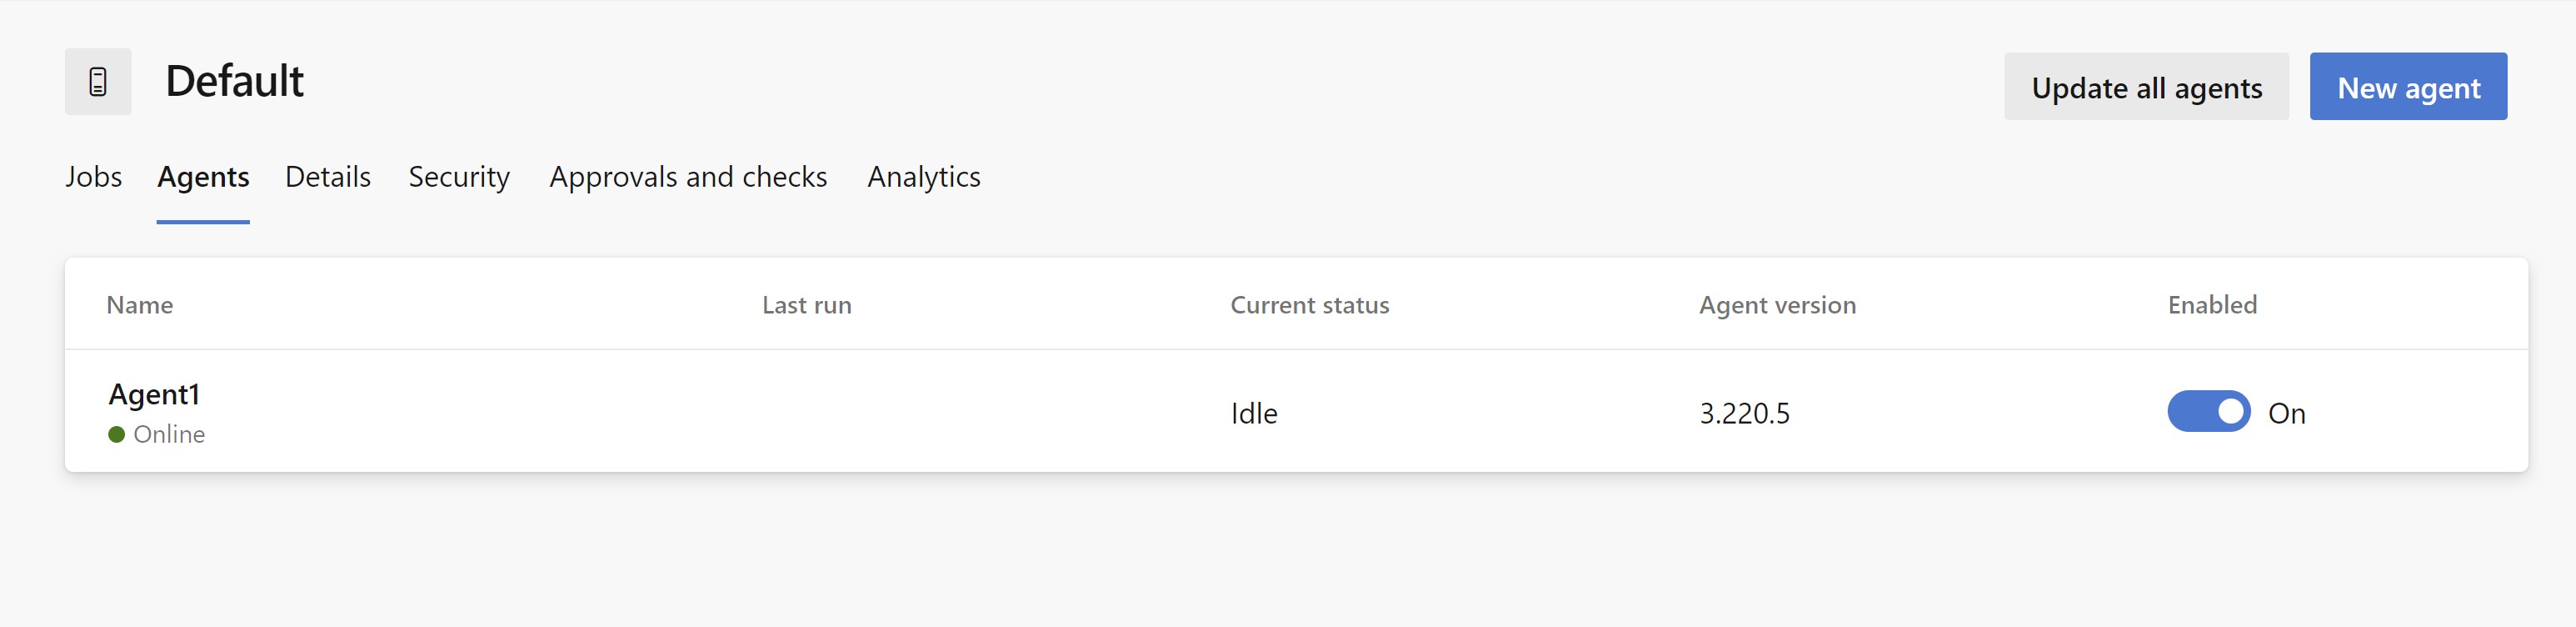 Default
Update all agents
New agent
Jobs Agents Details Security Approvals and checks Analytics
Name Last run Current status Agent version Enabled
Agent1
Online
Idle 3.220.5 On